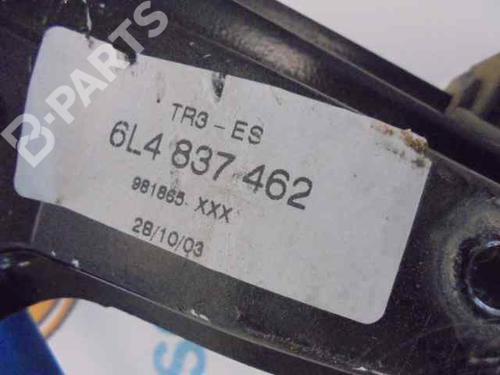 B-PARTS
TR3-ES
6L4 837 462
981865 XXX
28/10/03